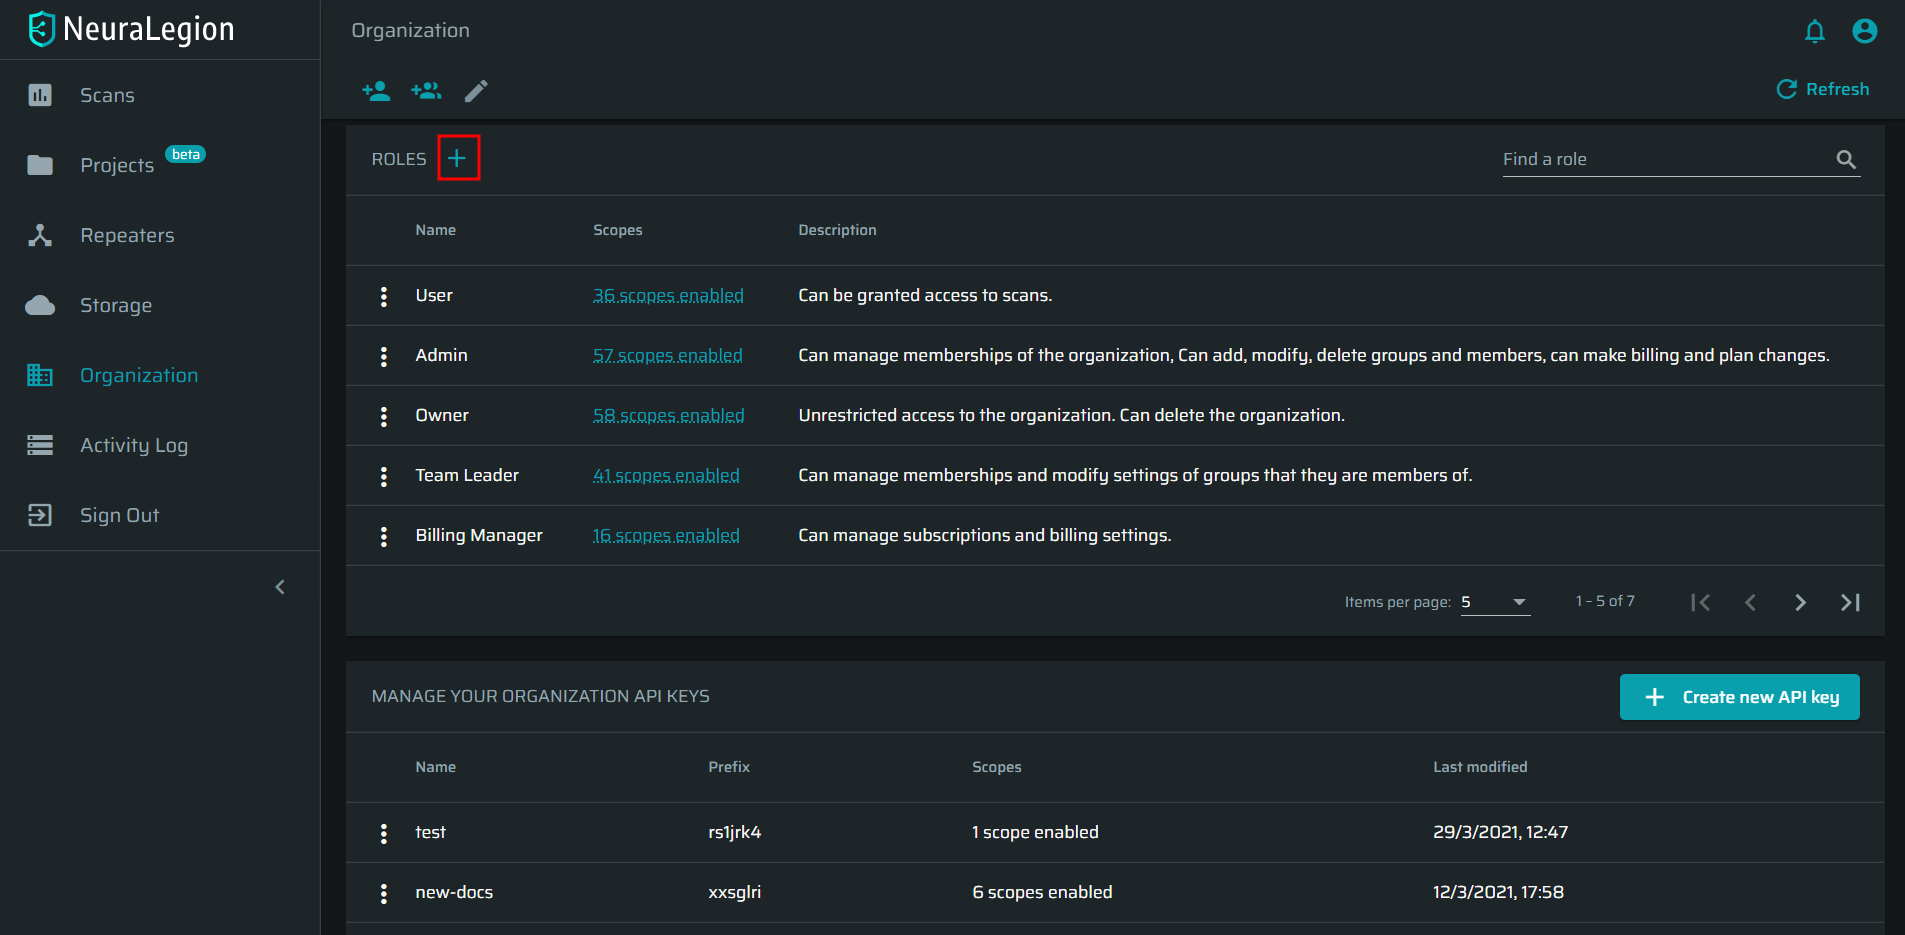 NeuraLegion
Scans
Projects beta
Repeaters
Storage
Organization
Activity Log
Sign Out
Organization
Refresh
ROLES
Find a role
Name Scopes Description
User 36 scopes enabled Can be granted access to scans.
Admin 57 scopes enabled Can manage memberships of the organization, Can add, modify, delete groups and members, can make billing and plan changes.
Owner 58 scopes enabled Unrestricted access to the organization. Can delete the organization.
Team Leader 41 scopes enabled Can manage memberships and modify settings of groups that they are members of.
Billing Manager 16 scopes enabled Can manage subscriptions and billing settings.
Items per page: 5 1 – 5 of 7
MANAGE YOUR ORGANIZATION API KEYS
Create new API key
Name Prefix Scopes Last modified
test rs1jrk4 1 scope enabled 29/3/2021, 12:47
new-docs xxsglri 6 scopes enabled 12/3/2021, 17:58